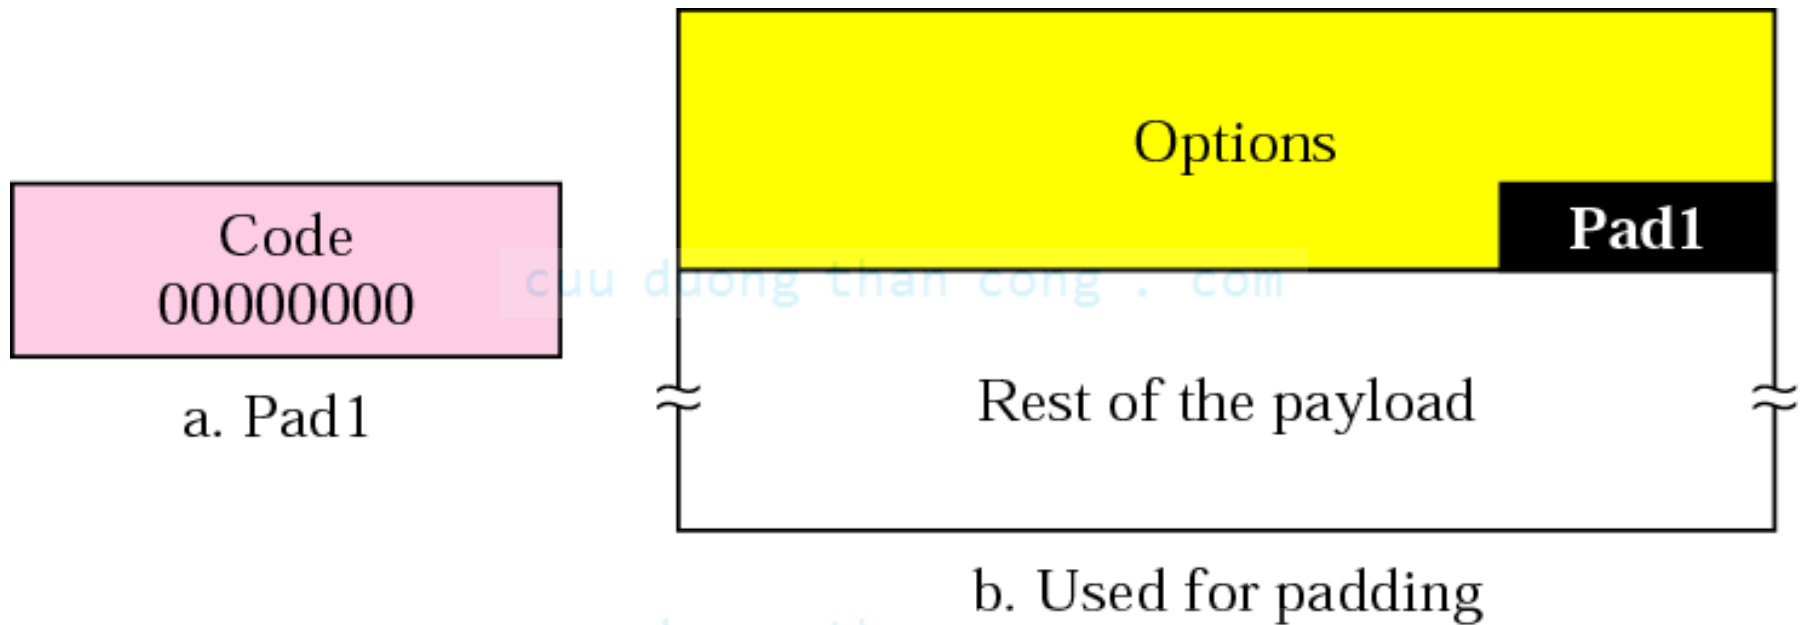 Options
Pad1
Code
00000000
cuu duong than cong . com
Rest of the payload
a. Pad1
b. Used for padding